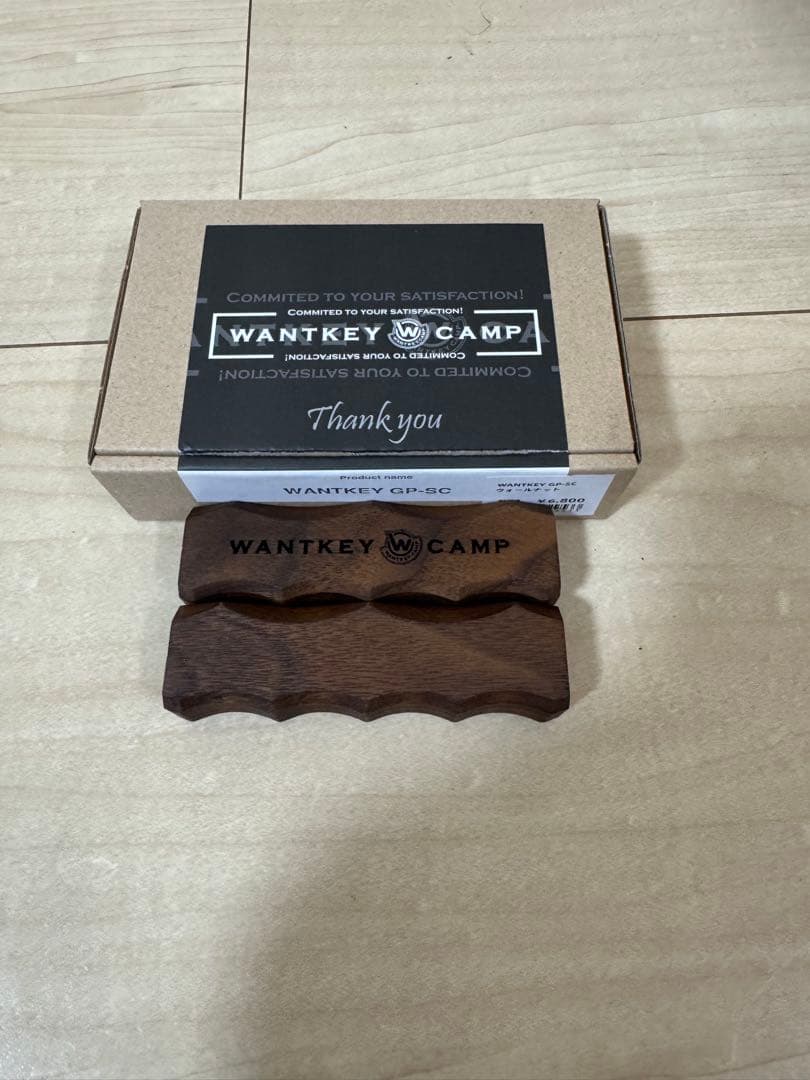 COMMITED TO YOUR SATISFACTION!
COMMITED TO YOUR SATISFACTION!
WANTKEY W CAMP
COMMITED TO YOUR SATISFACTION!
COMMITED TO YOUR SATISFACTION!
Thank you
Product name
WANTKEY GP-SC
WANTKEY GP-SC
ウォールナット
¥6,800
WANTKEY W CAMP